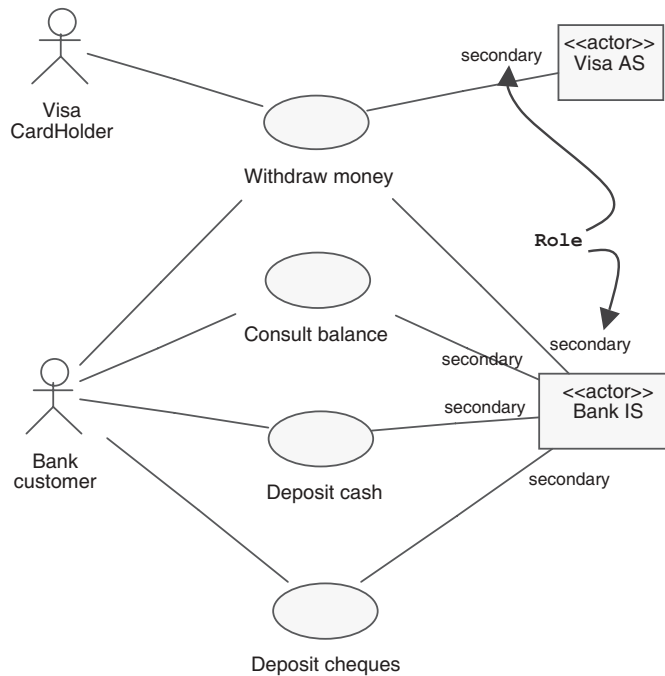 secondary
<<actor>>
Visa AS
Visa
CardHolder
Withdraw money
Role
Consult balance
secondary
secondary
<<actor>>
Bank IS
secondary
Bank
customer
Deposit cash
secondary
Deposit cheques